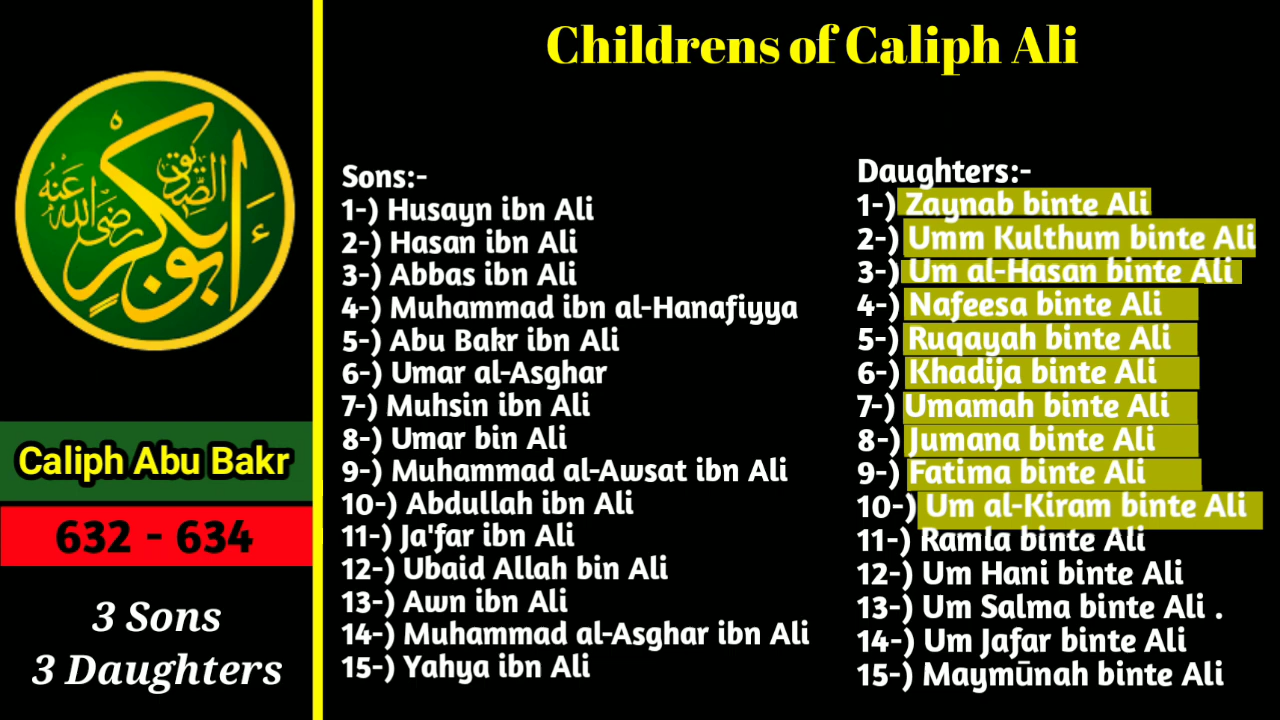 أبو بكر الصديق رضي الله عنه
Caliph Abu Bakr
632 - 634
3 Sons
3 Daughters
Childrens of Caliph Ali
Sons:-
1-) Husayn ibn Ali
2-) Hasan ibn Ali
3-) Abbas ibn Ali
4-) Muhammad ibn al-Hanafiyya
5-) Abu Bakr ibn Ali
6-) Umar al-Asghar
7-) Muhsin ibn Ali
8-) Umar bin Ali
9-) Muhammad al-Awsat ibn Ali
10-) Abdullah ibn Ali
11-) Ja'far ibn Ali
12-) Ubaid Allah bin Ali
13-) Awn ibn Ali
14-) Muhammad al-Asghar ibn Ali
15-) Yahya ibn Ali
Daughters:-
1-) Zaynab binte Ali
2-) Umm Kulthum binte Ali
3-) Um al-Hasan binte Ali
4-) Nafeesa binte Ali
5-) Ruqayah binte Ali
6-) Khadija binte Ali
7-) Umamah binte Ali
8-) Jumana binte Ali
9-) Fatima binte Ali
10-) Um al-Kiram binte Ali
11-) Ramla binte Ali
12-) Um Hani binte Ali
13-) Um Salma binte Ali .
14-) Um Jafar binte Ali
15-) Maymūnah binte Ali